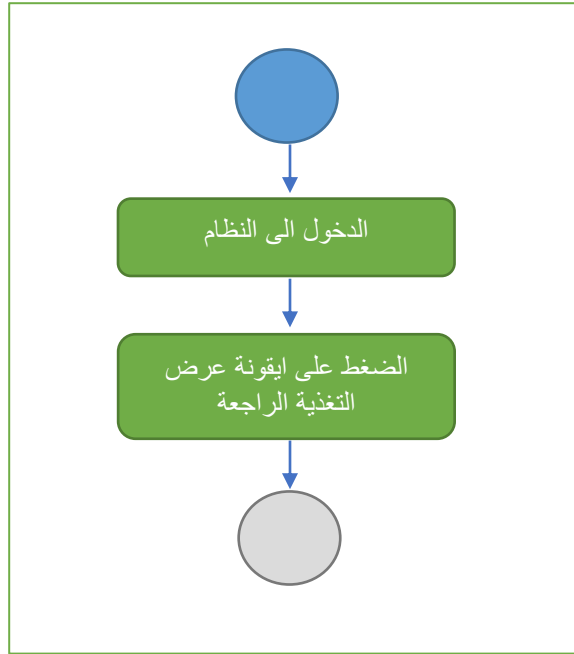 الدخول الى النظام
الضغط على ايقونة عرض
التغذية الراجعة